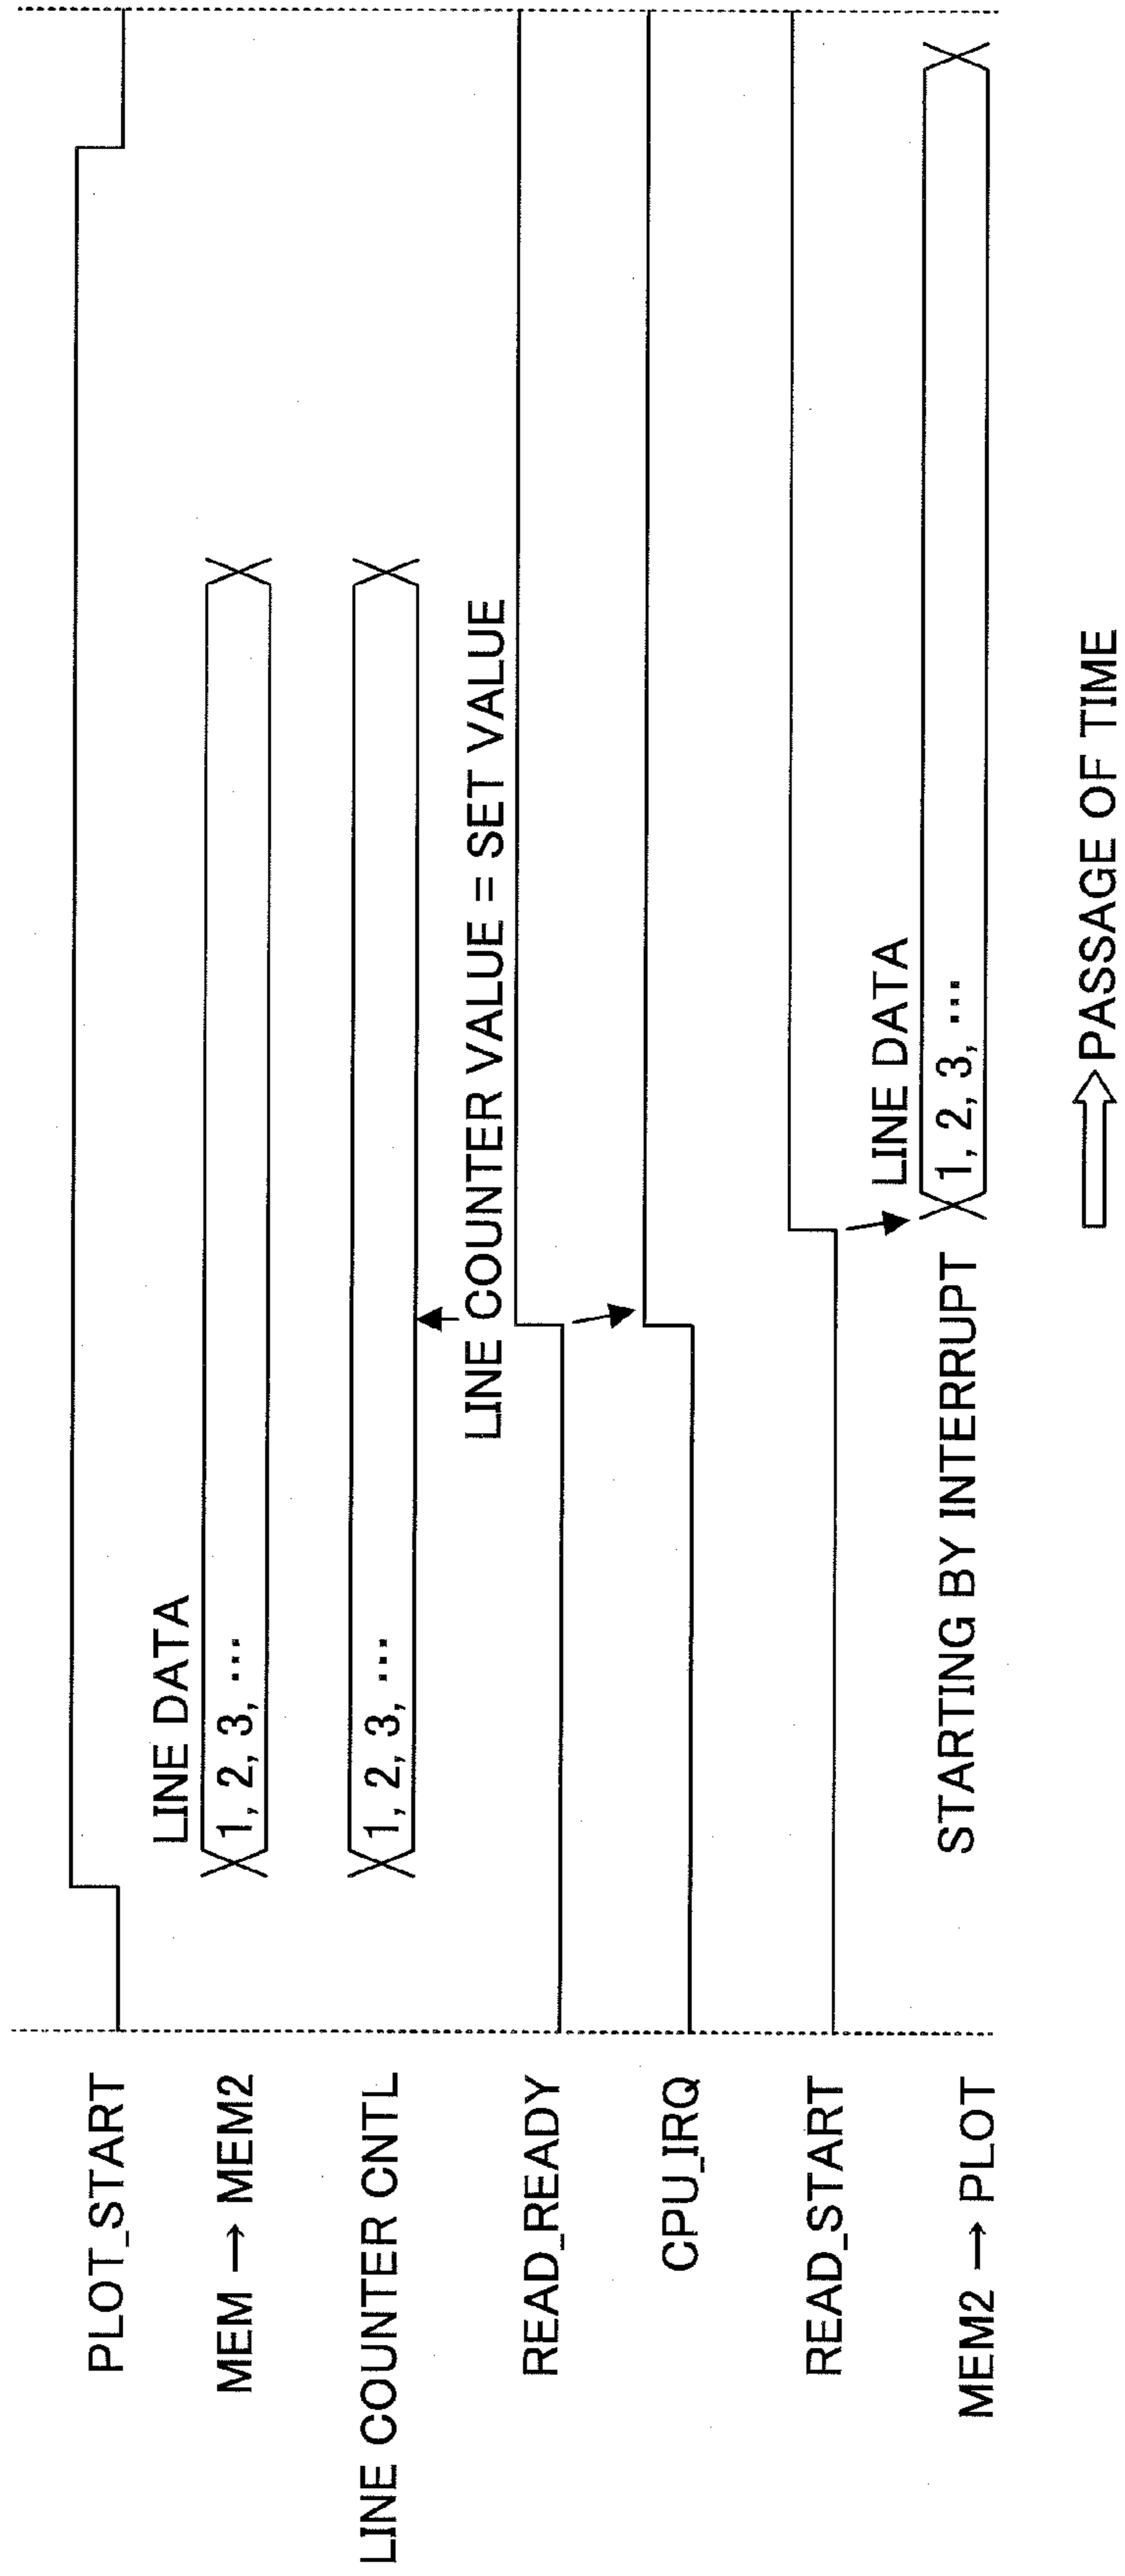 PLOT_START
LINE DATA
MEM → MEM2
1, 2, 3, ...
LINE COUNTER CNTL
1, 2, 3, ...
LINE COUNTER VALUE = SET VALUE
READ_READY
CPU_IRQ
READ_START
LINE DATA
MEM2 → PLOT
STARTING BY INTERRUPT
1, 2, 3, ...
PASSAGE OF TIME